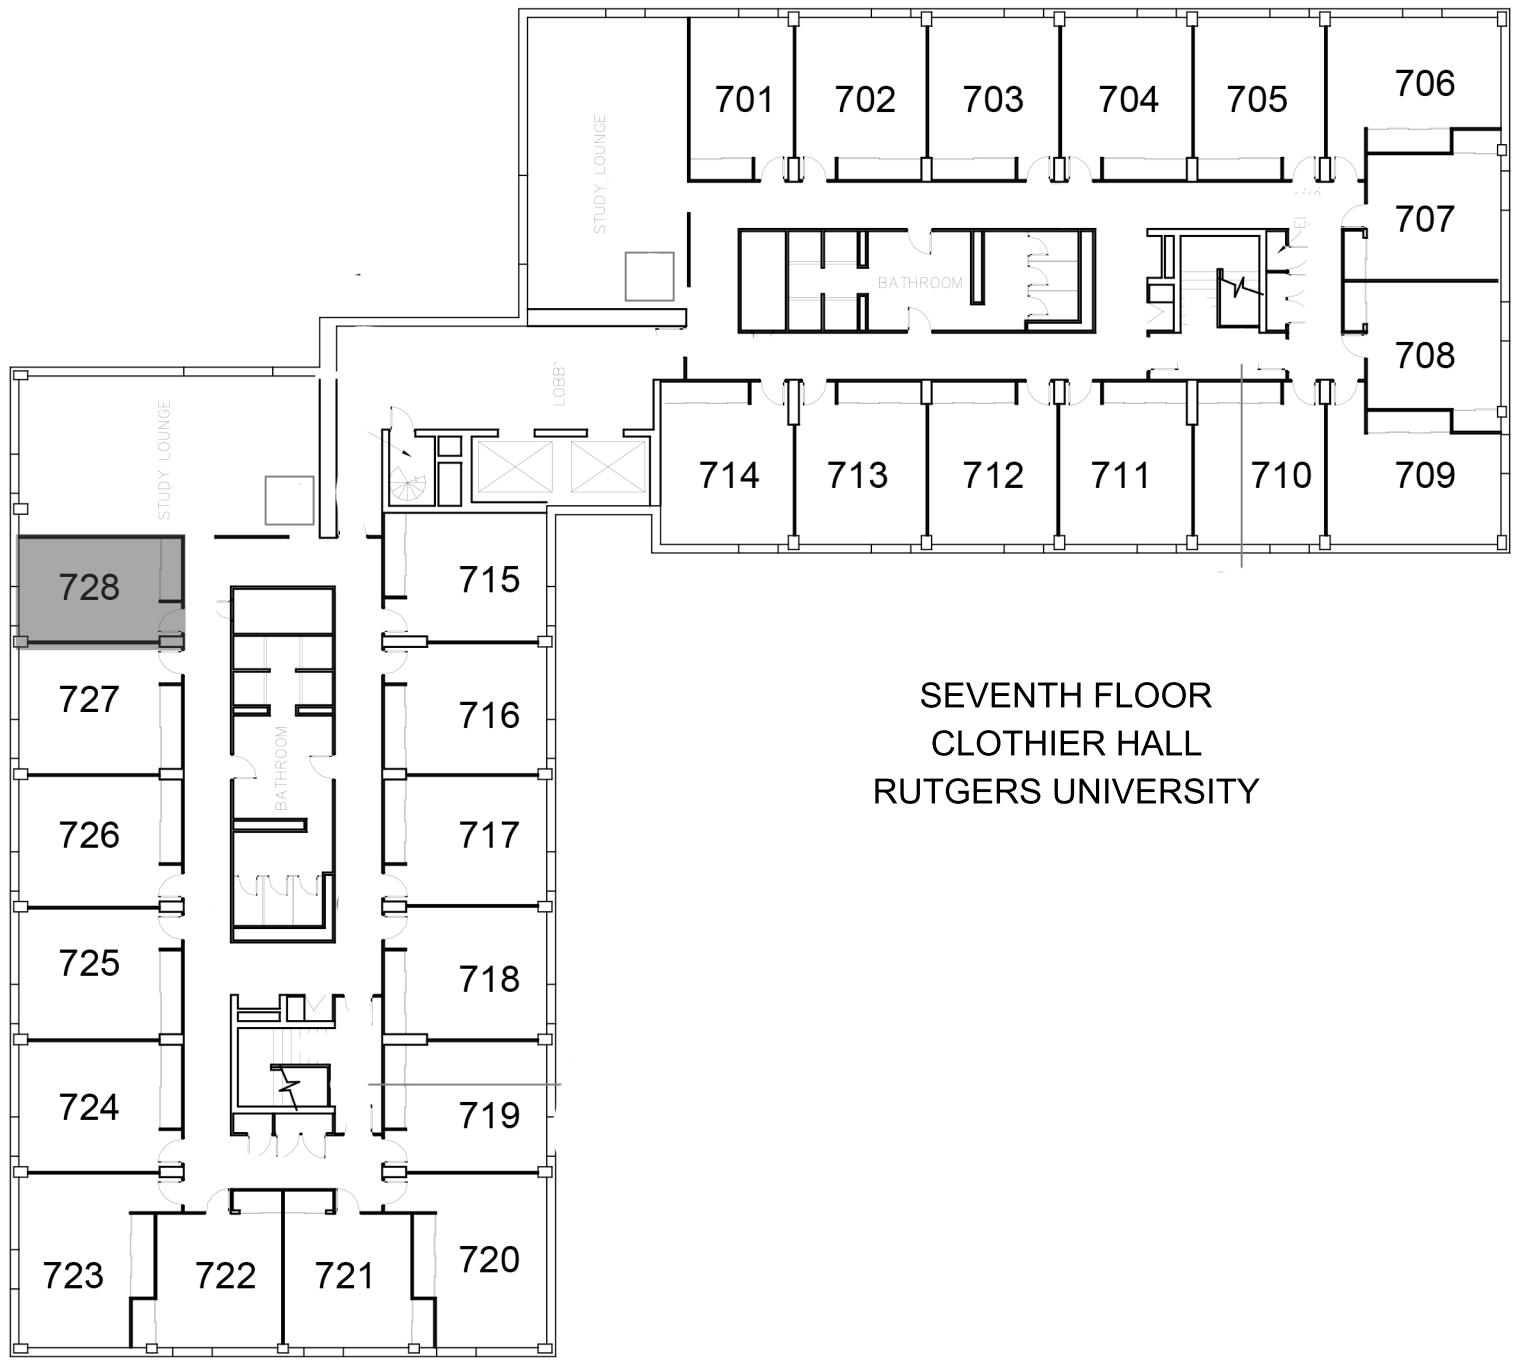 701 702 703 704 705 706
STUDY LOUNGE
707
BATHROOM
708
LOBBY
STUDY LOUNGE
714 713 712 711 710 709
728 715
727 716
BATHROOM
726 717
725 718
724 719
723 722 721 720
SEVENTH FLOOR
CLOTHIER HALL
RUTGERS UNIVERSITY